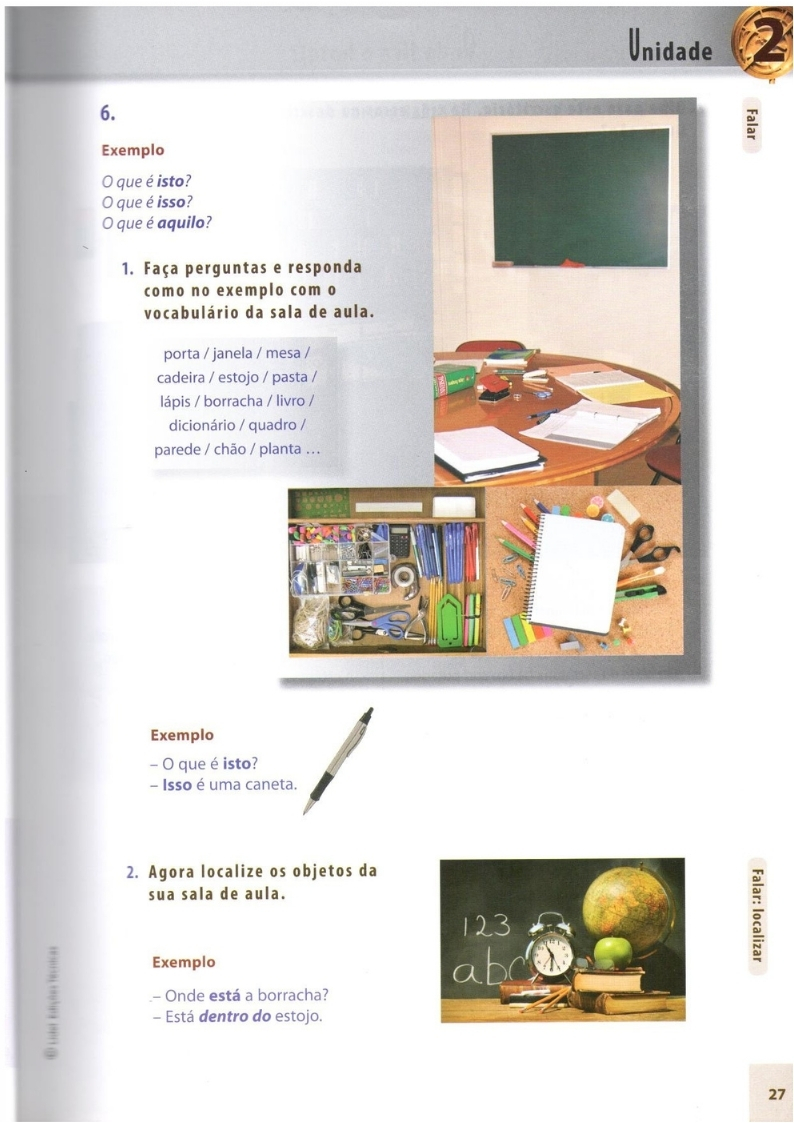 Unidade 2
Falar
6.
Exemplo
O que é isto?
O que é isso?
O que é aquilo?
1. Faça perguntas e responda
como no exemplo com o
vocabulário da sala de aula.
porta / janela / mesa /
cadeira / estojo / pasta /
lápis / borracha / livro /
dicionário / quadro /
parede / chão / planta ...
Exemplo
– O que é isto?
– Isso é uma caneta.
2. Agora localize os objetos da
sua sala de aula.
123
abc
Falar: localizar
Exemplo
– Onde está a borracha?
– Está dentro do estojo.
© Lidel Edições Técnicas
27